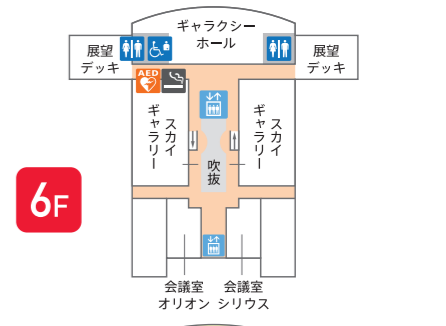 ギャラクシー
ホール
展望
デッキ
展望
デッキ
AED
スカイ
ギャラリー
スカイ
ギャラリー
吹抜
6F
会議室
オリオン
会議室
シリウス